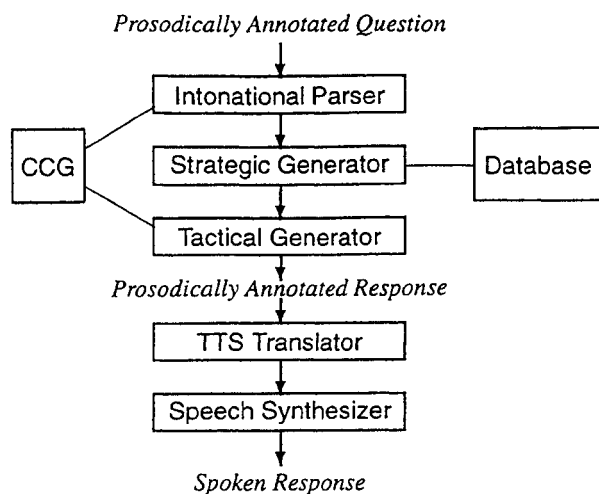 Prosodically Annotated Question
Intonational Parser
CCG
Strategic Generator
Database
Tactical Generator
Prosodically Annotated Response
TTS Translator
Speech Synthesizer
Spoken Response